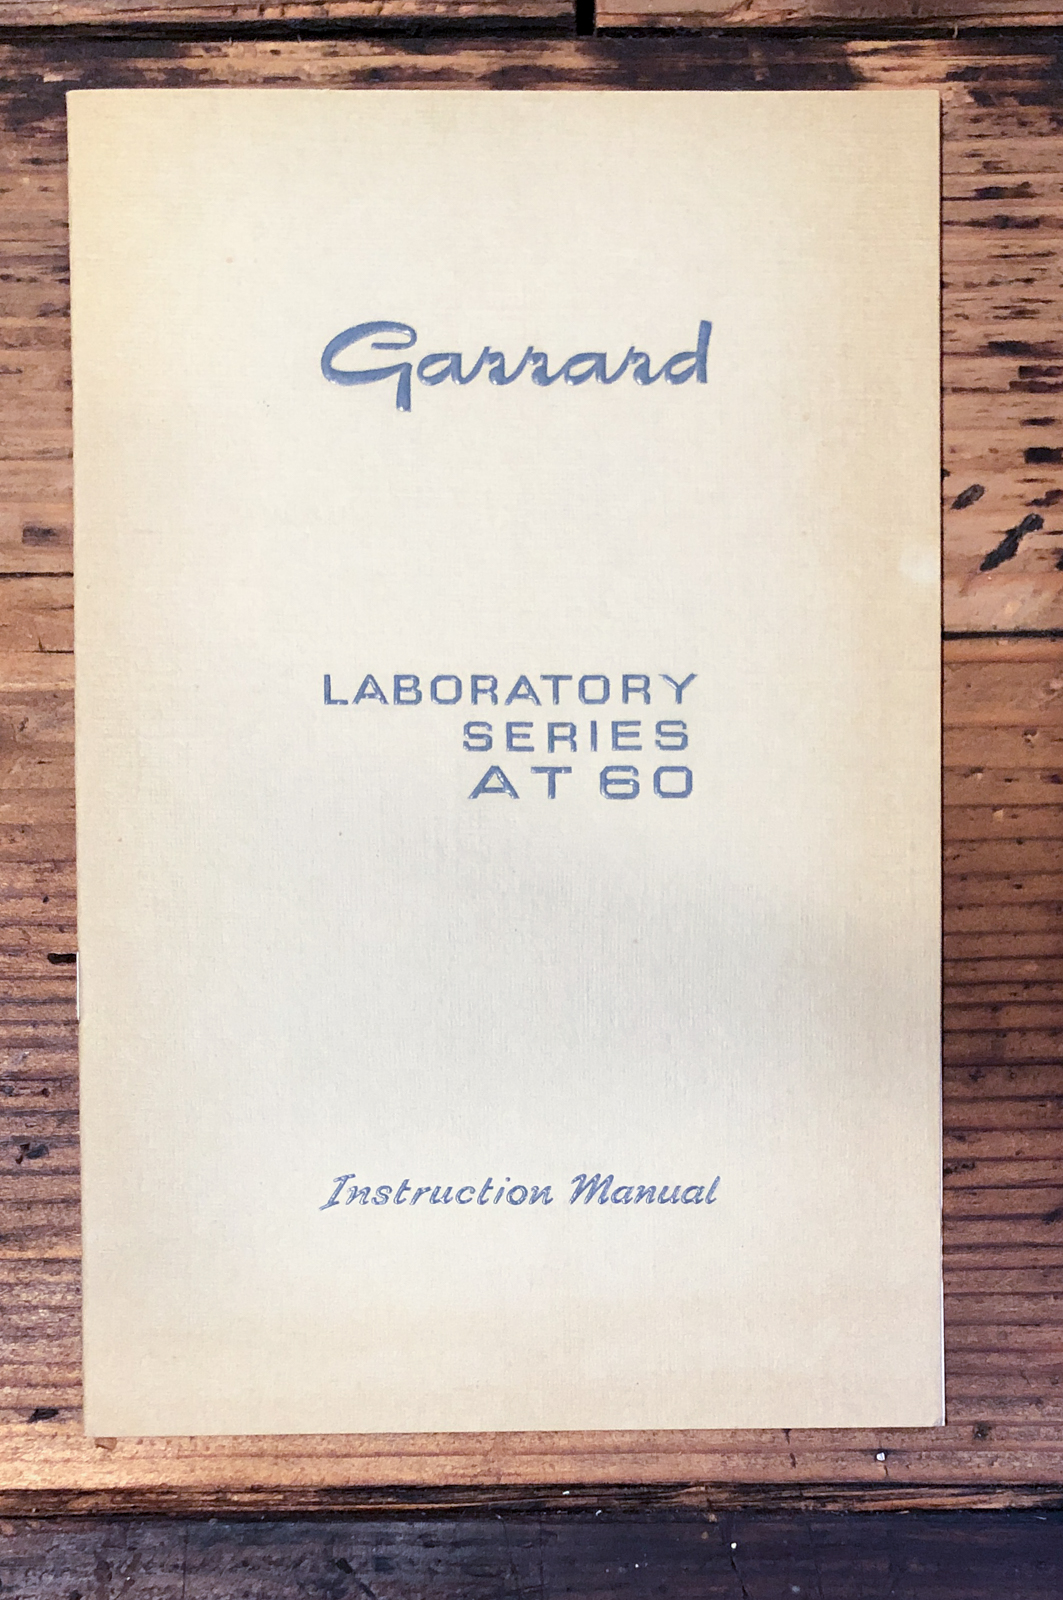 Garrard
LABORATORY
SERIES
AT 60
Instruction Manual